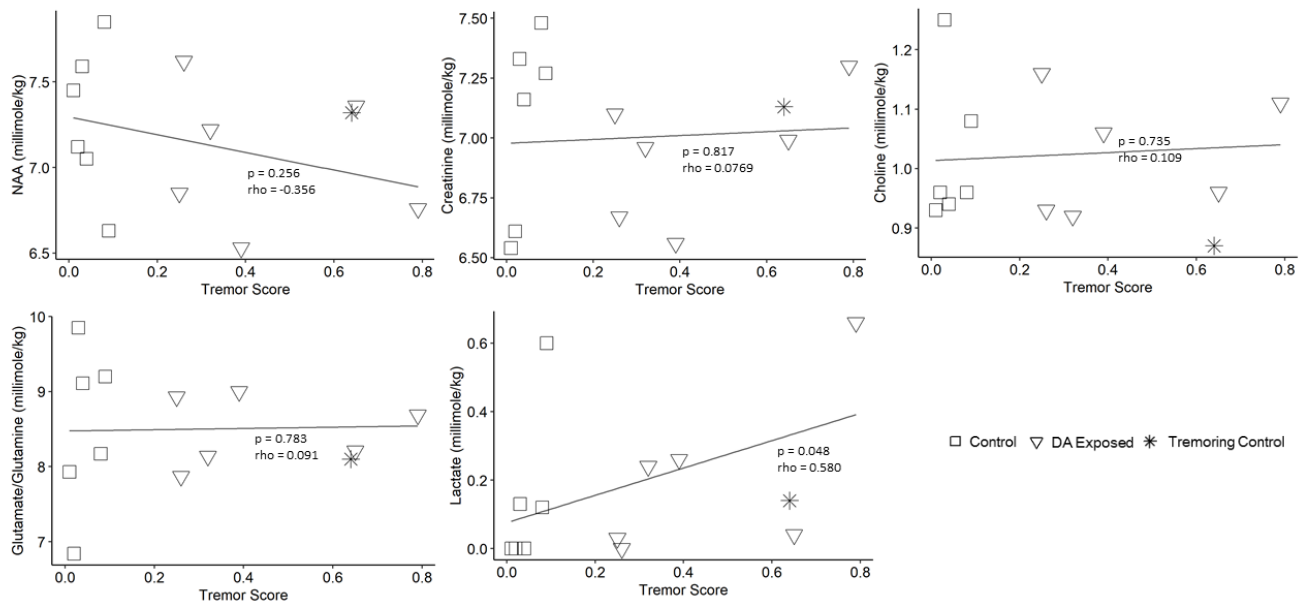 NAA (millimole/kg)
7.5
7.0
6.5
0.0 0.2 0.4 0.6 0.8
Tremor Score
p = 0.256
rho = -0.356
Creatinine (millimole/kg)
7.50
7.25
7.00
6.75
6.50
0.0 0.2 0.4 0.6 0.8
Tremor Score
p = 0.817
rho = 0.0769
Choline (millimole/kg)
1.2
1.1
1.0
0.9
0.0 0.2 0.4 0.6 0.8
Tremor Score
p = 0.735
rho = 0.109
Glutamate/Glutamine (millimole/kg)
10
9
8
7
0.0 0.2 0.4 0.6 0.8
Tremor Score
p = 0.783
rho = 0.091
Lactate (millimole/kg)
0.6
0.4
0.2
0.0
0.0 0.2 0.4 0.6 0.8
Tremor Score
p = 0.048
rho = 0.580
Control DA Exposed Tremoring Control